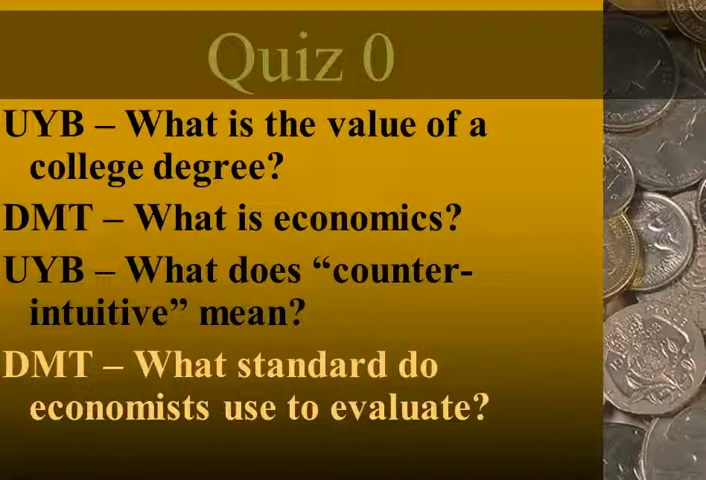 Quiz 0
UYB – What is the value of a
college degree?
DMT – What is economics?
UYB – What does “counter-
intuitive” mean?
DMT – What standard do
economists use to evaluate?